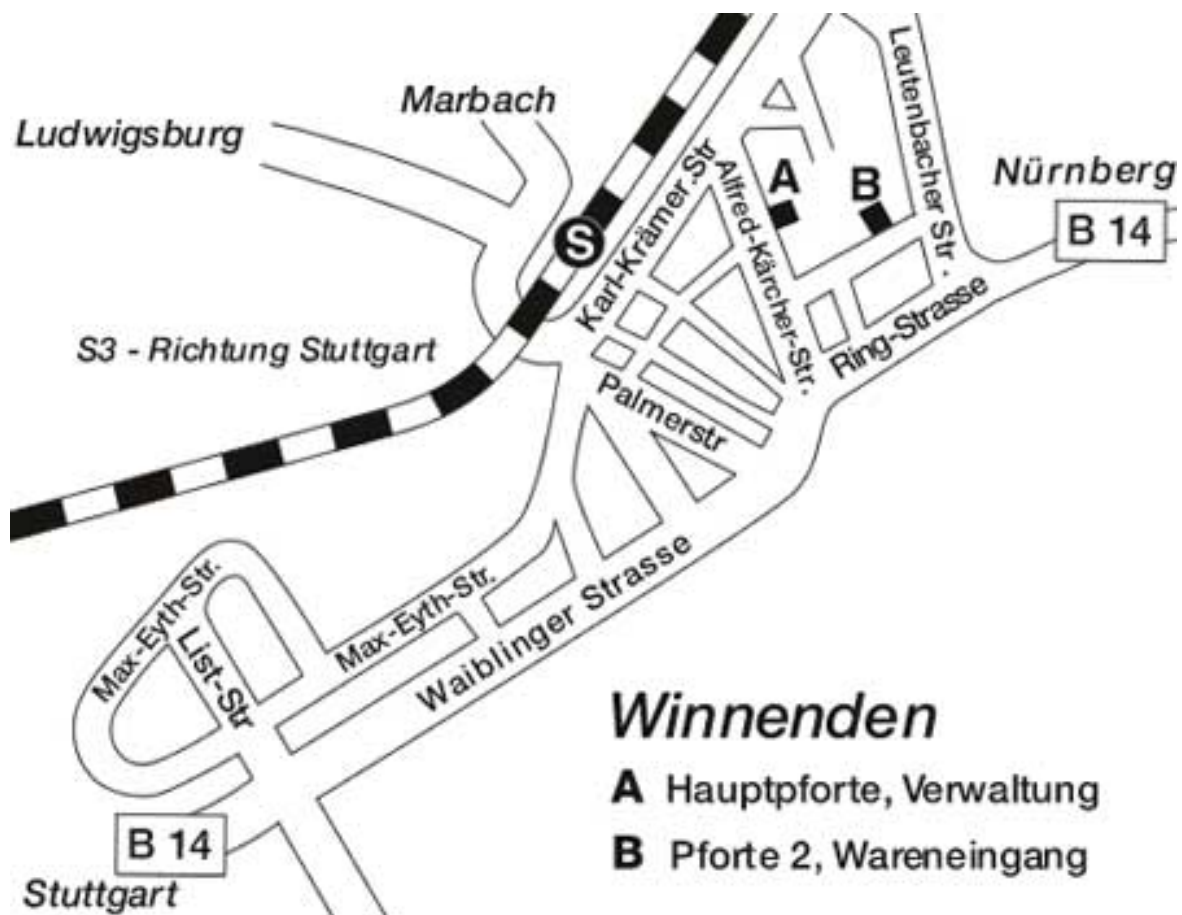 Marbach
Ludwigsburg
Leutenbacher Str.
Nürnberg
B 14
A
B
S
Karl-Krämer.Str
Alfred-Kärcher-Str.
S3 - Richtung Stuttgart
Ring-Strasse
Palmerstr
Max-Eyth-Str.
List-Str
Max-Eyth-Str.
Waiblinger Strasse
Winnenden
A Hauptpforte, Verwaltung
B Pforte 2, Wareneingang
B 14
Stuttgart